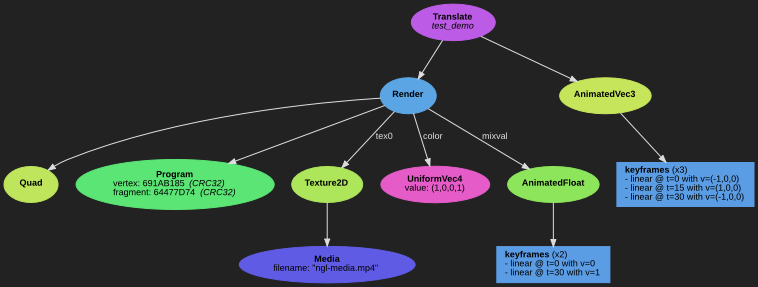 Translate
test_demo
Render
AnimatedVec3
tex0
color
mixval
Quad
Program
vertex: 691AB185 (CRC32)
fragment: 64477D74 (CRC32)
Texture2D
UniformVec4
value: (1,0,0,1)
AnimatedFloat
keyframes (x3)
- linear @ t=0 with v=(-1,0,0)
- linear @ t=15 with v=(1,0,0)
- linear @ t=30 with v=(-1,0,0)
Media
filename: "ngl-media.mp4"
keyframes (x2)
- linear @ t=0 with v=0
- linear @ t=30 with v=1